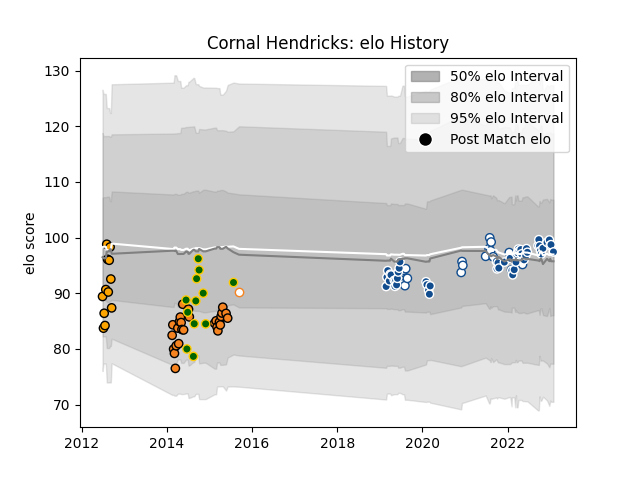 Cornal Hendricks: elo History
50% elo Interval
80% elo Interval
95% elo Interval
Post Match elo
elo score
130
120
110
100
90
80
70
2012
2014
2016
2018
2020
2022